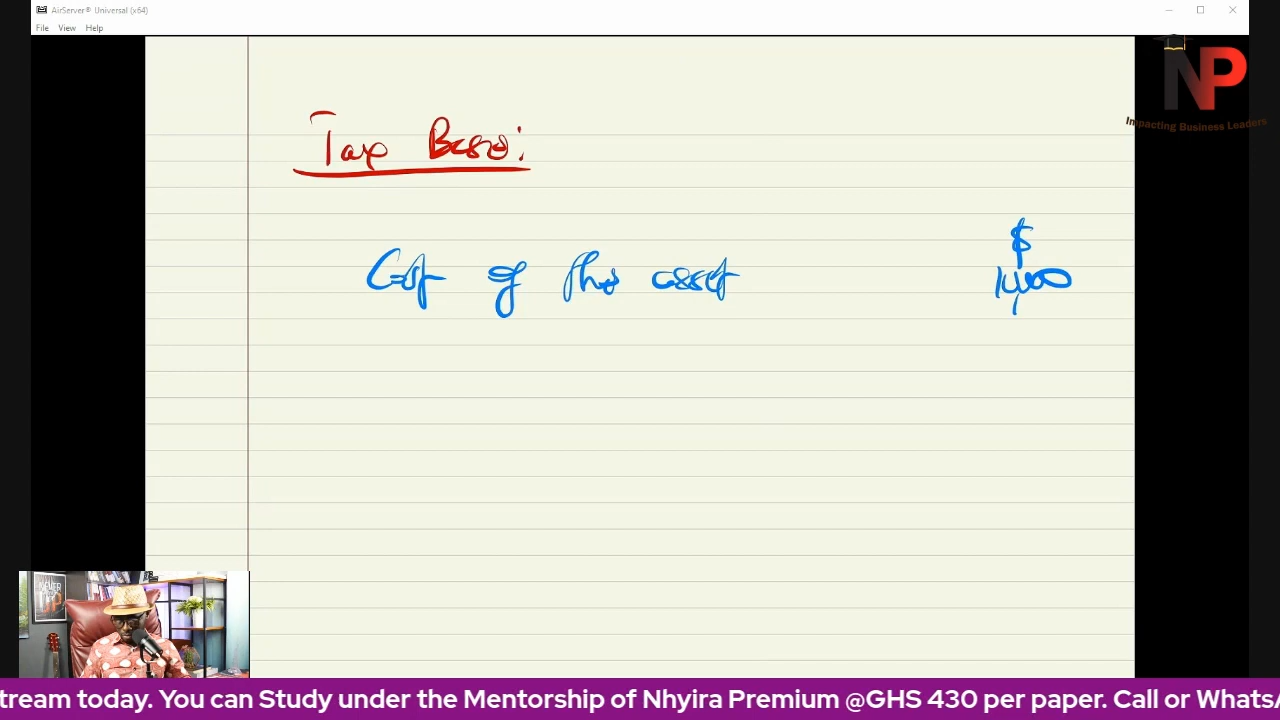 AirServer® Universal (x64)
File View Help
NP
Impacting Business Leaders
Tax Base:
$
Cost of the asset 1,000
tream today. You can Study under the Mentorship of Nhyira Premium @GHS 430 per paper. Call or WhatsA